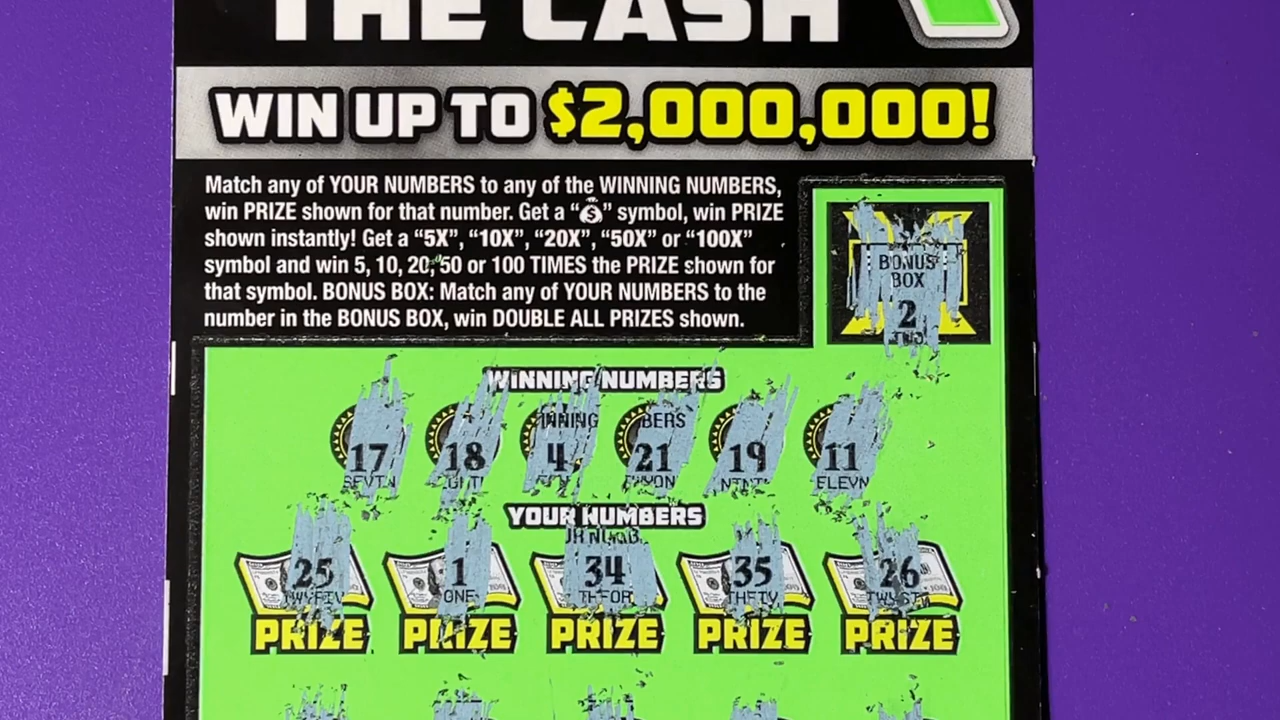 THE CASH
WIN UP TO $2,000,000!
Match any of YOUR NUMBERS to any of the WINNING NUMBERS,
win PRIZE shown for that number. Get a “$” symbol, win PRIZE
shown instantly! Get a “5X”, “10X”, “20X”, “50X” or “100X”
symbol and win 5, 10, 20, 50 or 100 TIMES the PRIZE shown for
that symbol. BONUS BOX: Match any of YOUR NUMBERS to the
number in the BONUS BOX, win DOUBLE ALL PRIZES shown.
BONUS
BOX
2
WINNING NUMBERS
17 18 4 21 19 11
ELEVN
YOUR NUMBERS
25 1 34 35 26
ONE THFOR
PRIZE PRIZE PRIZE PRIZE PRIZE